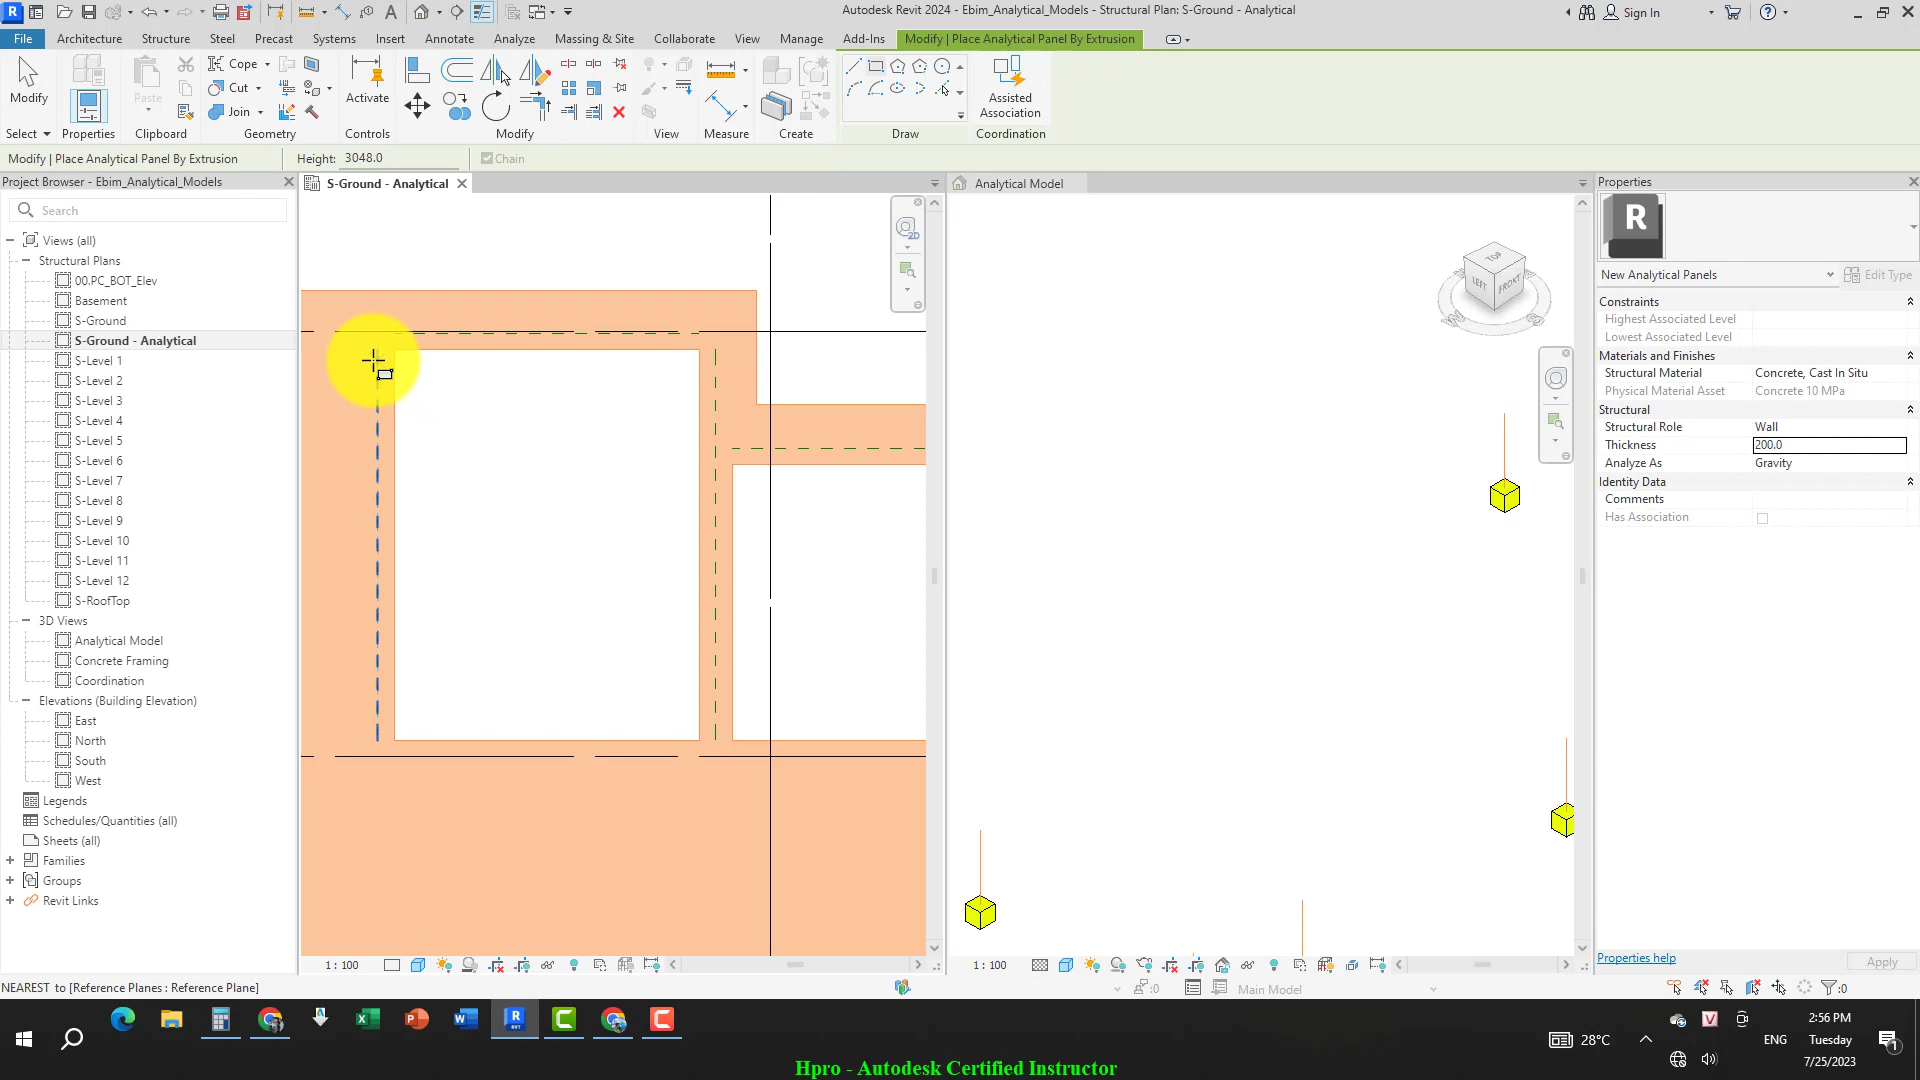 Autodesk Revit 2024 - Ebim_Analytical_Models - Structural Plan: S-Ground - Analytical
Sign In
File Architecture Structure Steel Precast Systems Insert Annotate Analyze Massing & Site Collaborate View Manage Add-Ins Modify | Place Analytical Panel By Extrusion
Modify Paste Cope Cut Join Activate Assisted Association
Select Properties Clipboard Geometry Controls Modify View Measure Create Draw Coordination
Modify | Place Analytical Panel By Extrusion Height: 3048.0 Chain
Project Browser - Ebim_Analytical_Models
Search
Views (all)
Structural Plans
00.PC_BOT_Elev
Basement
S-Ground
S-Ground - Analytical
S-Level 1
S-Level 2
S-Level 3
S-Level 4
S-Level 5
S-Level 6
S-Level 7
S-Level 8
S-Level 9
S-Level 10
S-Level 11
S-Level 12
S-RoofTop
3D Views
Analytical Model
Concrete Framing
Coordination
Elevations (Building Elevation)
East
North
South
West
Legends
Schedules/Quantities (all)
Sheets (all)
Families
Groups
Revit Links
S-Ground - Analytical
2D
1 : 100
Analytical Model
TOP
LEFT
FRONT
1 : 100
Properties
R
New Analytical Panels Edit Type
Constraints
Highest Associated Level
Lowest Associated Level
Materials and Finishes
Structural Material Concrete, Cast In Situ
Physical Material Asset Concrete 10 MPa
Structural
Structural Role Wall
Thickness 200.0
Analyze As Gravity
Identity Data
Comments
Has Association
Properties help Apply
NEAREST to [Reference Planes : Reference Plane]
:0 Main Model :0
28°C
ENG
2:56 PM
Tuesday
7/25/2023
Hpro - Autodesk Certified Instructor